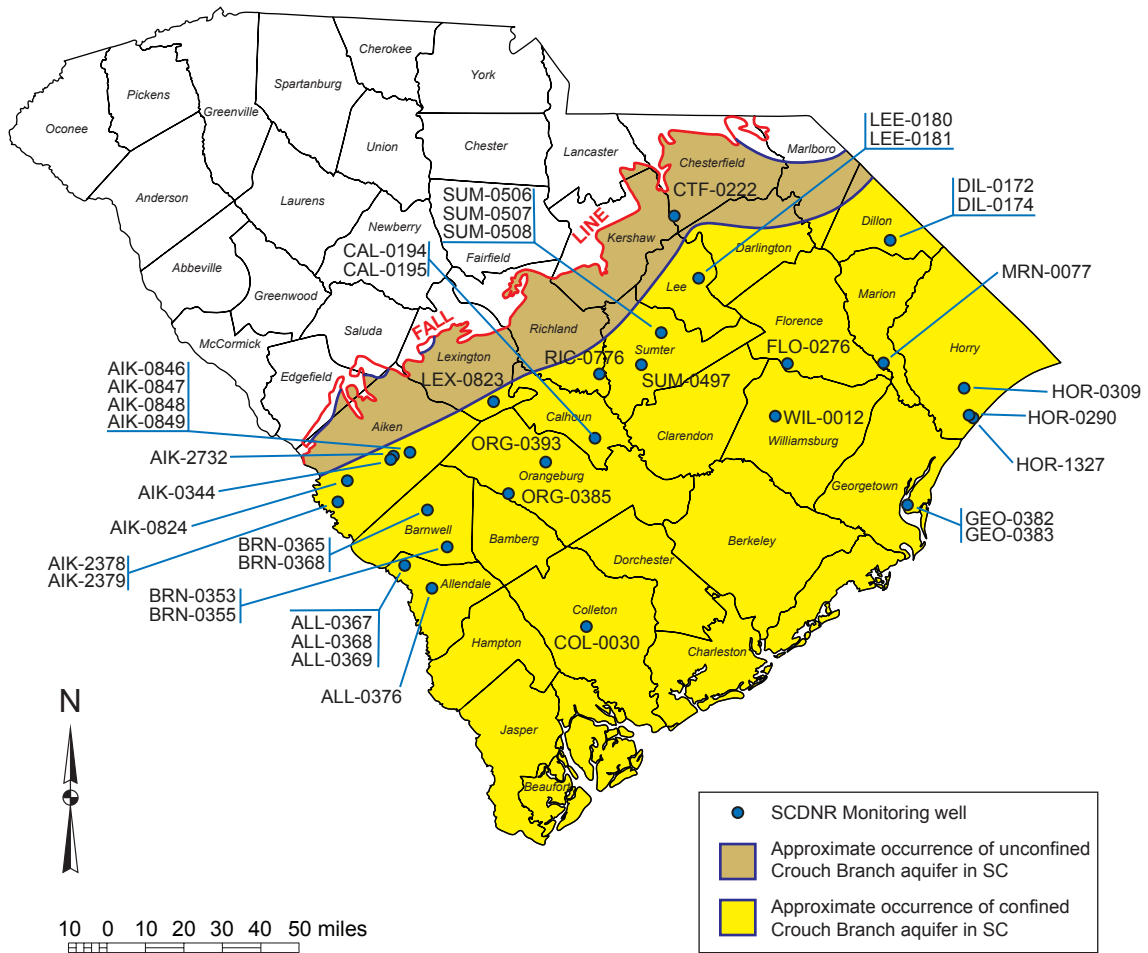 Cherokee
York
Spartanburg
Pickens
Greenville
Oconee
Union
Chester
Lancaster
Chesterfield
Marlboro
LEE-0180
LEE-0181
CTF-0222
Anderson
Laurens
SUM-0506
SUM-0507
SUM-0508
DIL-0172
DIL-0174
Dillon
Newberry
LINE
Kershaw
Darlington
CAL-0194
CAL-0195
Fairfield
Abbeville
Lee
Marion
MRN-0077
Greenwood
Saluda
FALL
Richland
Florence
McCormick
Lexington
RIC-0776
Sumter
FLO-0276
Horry
Edgefield
LEX-0823
SUM-0497
AIK-0846
AIK-0847
AIK-0848
AIK-0849
HOR-0309
HOR-0290
HOR-1327
Aiken
Calhoun
WIL-0012
Williamsburg
Clarendon
ORG-0393
Orangeburg
ORG-0385
AIK-2732
AIK-0344
AIK-0824
Georgetown
GEO-0382
GEO-0383
AIK-2378
AIK-2379
Barnwell
BRN-0365
BRN-0368
Bamberg
Berkeley
Dorchester
BRN-0353
BRN-0355
Allendale
ALL-0367
ALL-0368
ALL-0369
Colleton
COL-0030
Hampton
Charleston
ALL-0376
N
Jasper
Beaufort
SCDNR Monitoring well
Approximate occurrence of unconfined
Crouch Branch aquifer in SC
Approximate occurrence of confined
Crouch Branch aquifer in SC
10 0 10 20 30 40 50 miles